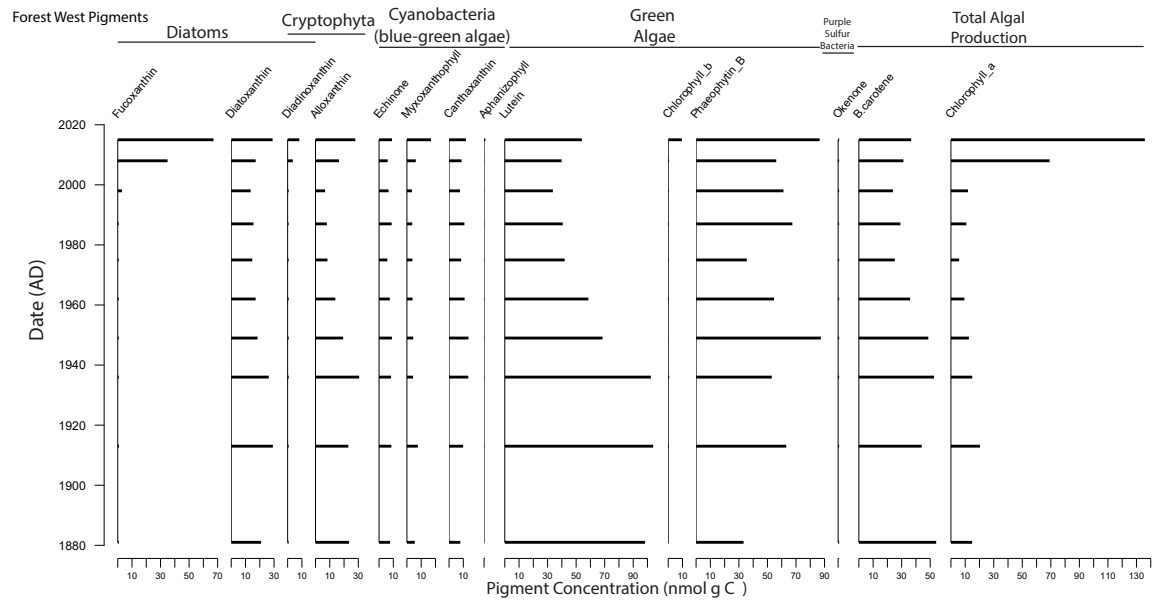 Forest West Pigments
Diatoms
Cryptophyta
Cyanobacteria
(blue-green algae)
Green
Algae
Purple
Sulfur
Bacteria
Total Algal
Production
Fucoxanthin
Diatoxanthin
Diadinoxanthin
Alloxanthin
Echinone
Myxoxanthophyll
Canthaxanthin
Aphanizophyll
Lutein
Chlorophyll_b
Phaeophytin_B
Okenone
B.carotene
Chlorophyll_a
Date (AD)
2020
2000
1980
1960
1940
1920
1900
1880
10 30 50 70
10 30
10
10 30
10
10
10
10 30 50 70 90
10
10 30 50 70 90
10 30 50
10 30 50 70 90 110 130
Pigment Concentration (nmol g C )